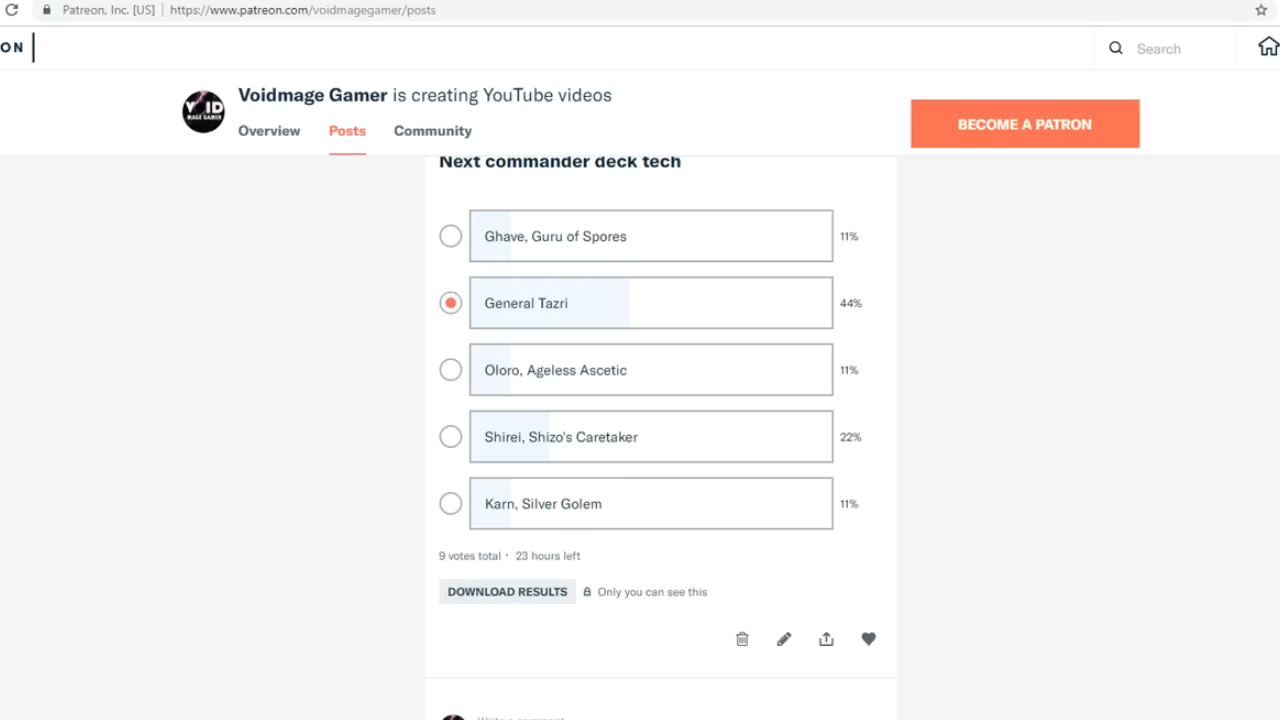 Patreon, Inc. [US] | https://www.patreon.com/voidmagegamer/posts
ON
Search
Voidmage Gamer is creating YouTube videos
VOID
MAGE GAMER
Overview Posts Community
BECOME A PATRON
Next commander deck tech
Ghave, Guru of Spores 11%
General Tazri 44%
Oloro, Ageless Ascetic 11%
Shirei, Shizo's Caretaker 22%
Karn, Silver Golem 11%
9 votes total · 23 hours left
DOWNLOAD RESULTS Only you can see this
Write a comment